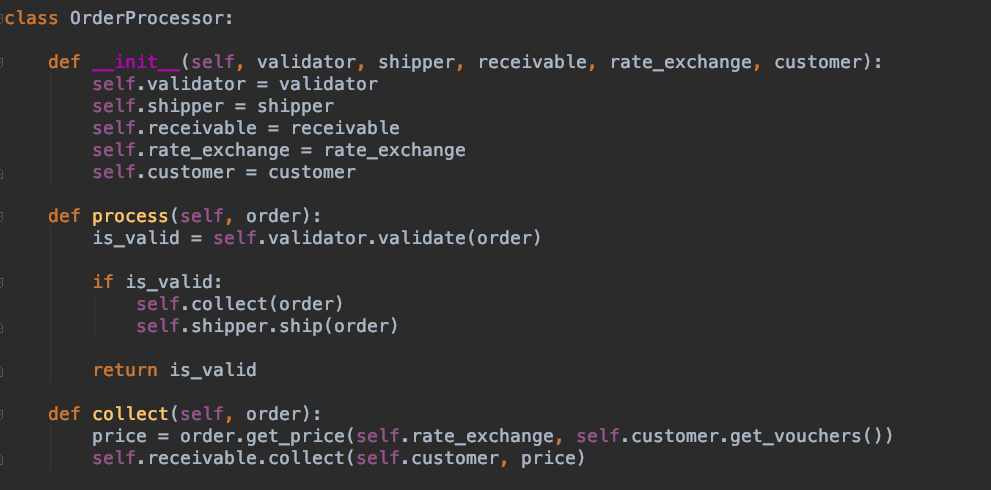 class OrderProcessor:
def __init__(self, validator, shipper, receivable, rate_exchange, customer):
self.validator = validator
self.shipper = shipper
self.receivable = receivable
self.rate_exchange = rate_exchange
self.customer = customer
def process(self, order):
is_valid = self.validator.validate(order)
if is_valid:
self.collect(order)
self.shipper.ship(order)
return is_valid
def collect(self, order):
price = order.get_price(self.rate_exchange, self.customer.get_vouchers())
self.receivable.collect(self.customer, price)